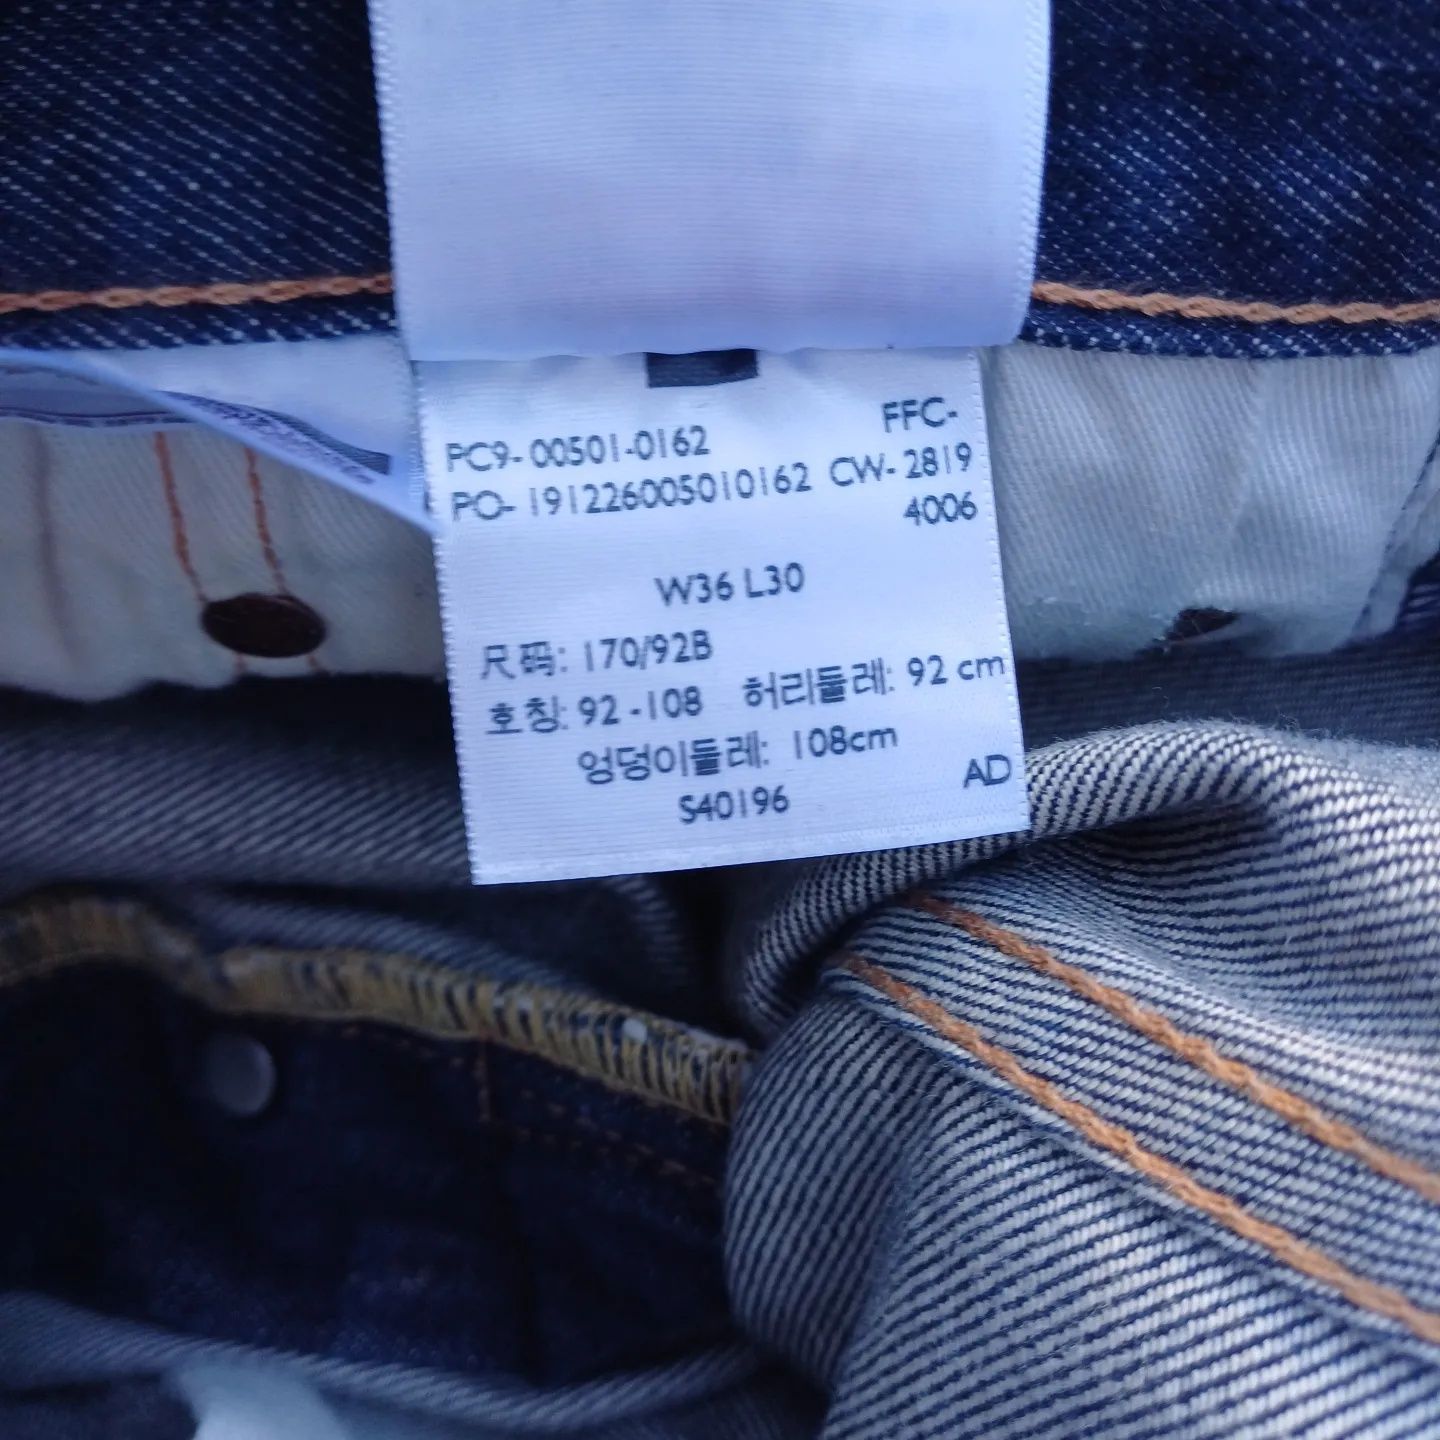 FFC-
PC9- 00501-0162
PO- 191226005010162 CW- 2819
4006
W36 L30
尺码: 170/92B
호칭: 92 -108 허리둘레: 92 cm
엉덩이둘레: 108cm
AD
S40196